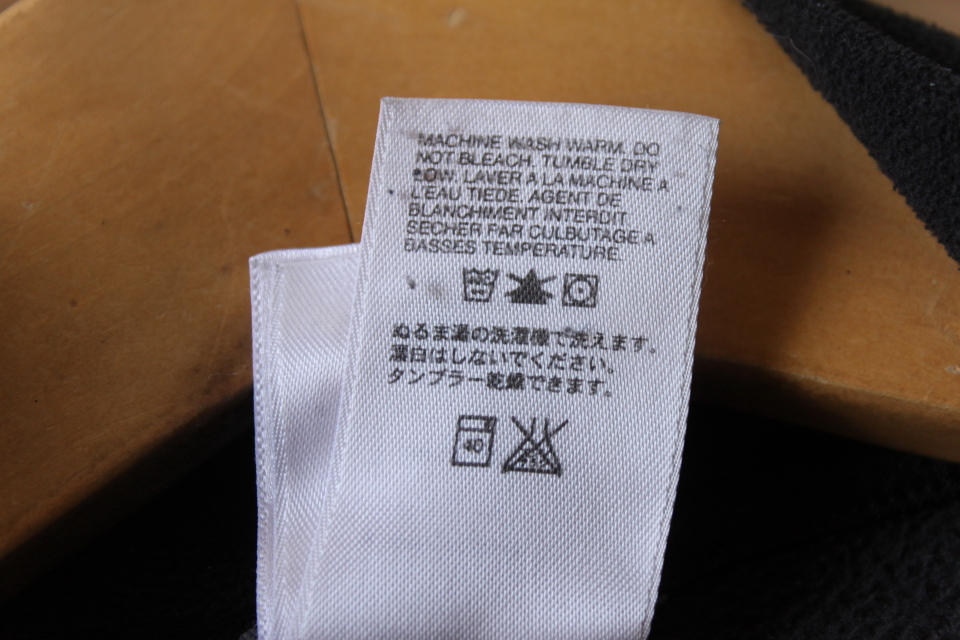 MACHINE WASH WARM. DO
NOT BLEACH. TUMBLE DRY
LOW. LAVER A LA MACHINE A
L'EAU TIEDE. AGENT DE
BLANCHIMENT INTERDIT
SECHER PAR CULBUTAGE A
BASSES TEMPERATURE.
ぬるま湯の洗濯機で洗えます。
漂白はしないでください。
タンブラー乾燥できます。
40